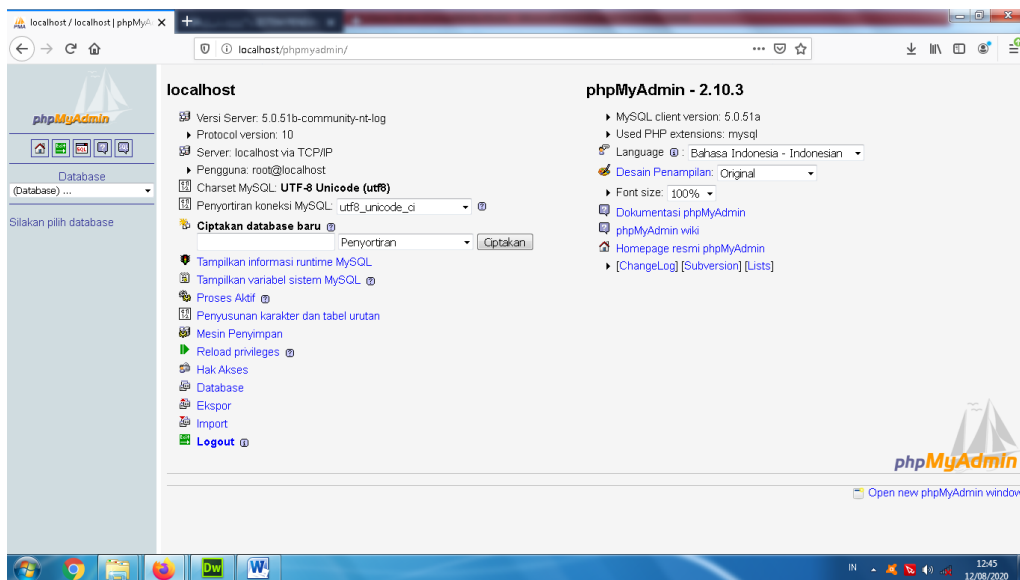 localhost / localhost | phpMyA
localhost/phpmyadmin/
phpMyAdmin
SQL
Database
(Database) ...
Silakan pilih database
localhost
Versi Server: 5.0.51b-community-nt-log
Protocol version: 10
Server: localhost via TCP/IP
Pengguna: root@localhost
Charset MySQL: UTF-8 Unicode (utf8)
Penyortiran koneksi MySQL: utf8_unicode_ci
Ciptakan database baru
Penyortiran Ciptakan
Tampilkan informasi runtime MySQL
Tampilkan variabel sistem MySQL
Proses Aktif
Penyusunan karakter dan tabel urutan
Mesin Penyimpan
Reload privileges
Hak Akses
Database
Ekspor
Import
Logout
phpMyAdmin - 2.10.3
MySQL client version: 5.0.51a
Used PHP extensions: mysql
Language : Bahasa Indonesia - Indonesian
Desain Penampilan: Original
Font size: 100%
Dokumentasi phpMyAdmin
phpMyAdmin wiki
Homepage resmi phpMyAdmin
[ChangeLog] [Subversion] [Lists]
phpMyAdmin
Open new phpMyAdmin window
Dw
W
IN
12:45
12/08/2020